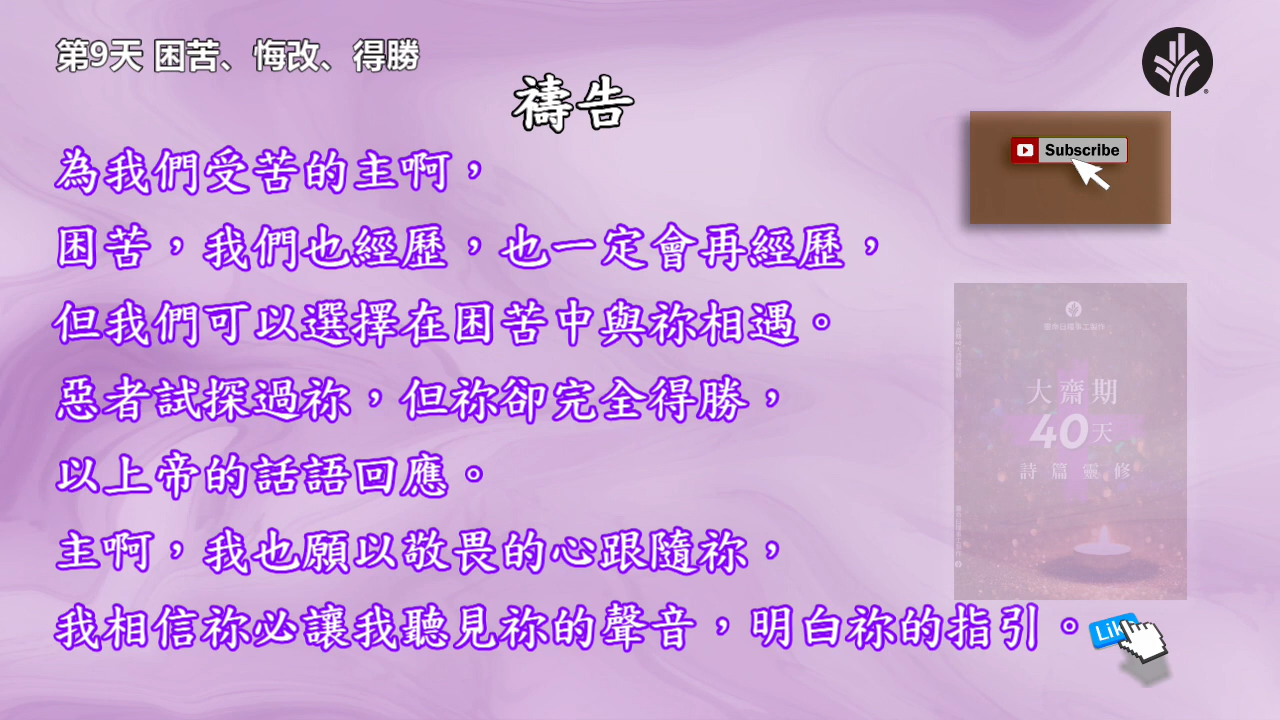 第9天 困苦、悔改、得勝
禱告
為我們受苦的主啊，
困苦，我們也經歷，也一定會再經歷，
但我們可以選擇在困苦中與祢相遇。
惡者試探過祢，但祢卻完全得勝，
以上帝的話語回應。
主啊，我也願以敬畏的心跟隨祢，
我相信祢必讓我聽見祢的聲音，明白祢的指引。
Subscribe
大齋期
40天
詩篇靈修
Like